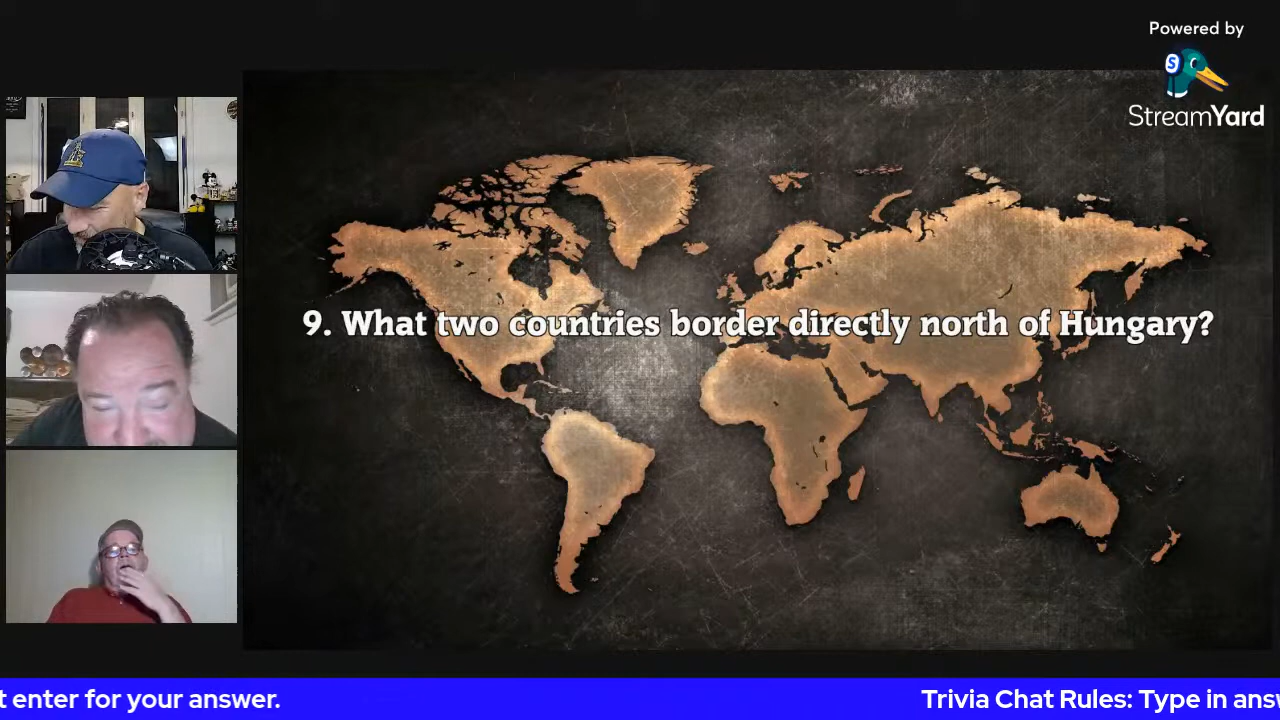 Powered by
S
StreamYard
9. What two countries border directly north of Hungary?
t enter for your answer.
Trivia Chat Rules: Type in answ